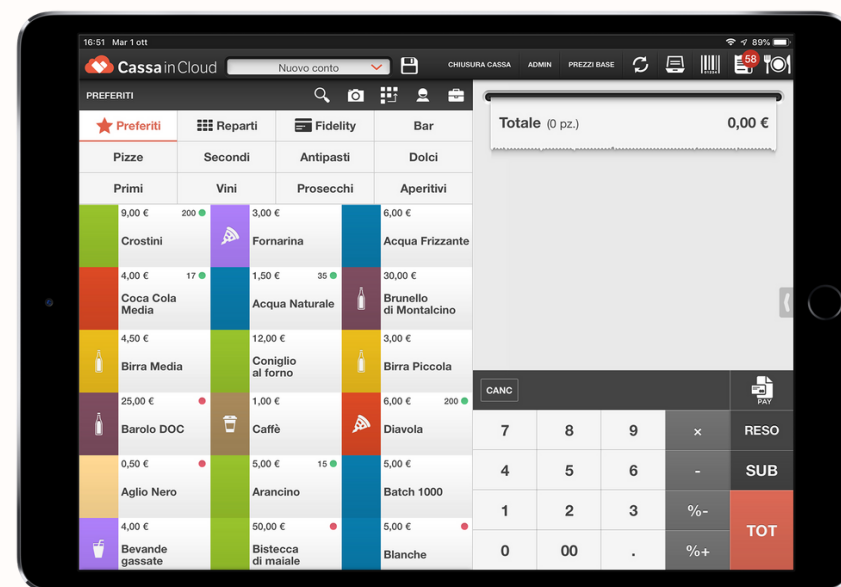 16:51 Mar 1 ott
89%
Cassa in Cloud
Nuovo conto
CHIUSURA CASSA
ADMIN
PREZZI BASE
58
PREFERITI
Preferiti
Reparti
Fidelity
Bar
Pizze
Secondi
Antipasti
Dolci
Primi
Vini
Prosecchi
Aperitivi
9,00 € 200
Crostini
3,00 €
Fornarina
6,00 €
Acqua Frizzante
4,00 € 17
Coca Cola
Media
1,50 € 35
Acqua Naturale
30,00 €
Brunello
di Montalcino
4,50 €
Birra Media
12,00 €
Coniglio
al forno
3,00 €
Birra Piccola
25,00 €
Barolo DOC
1,00 €
Caffè
6,00 € 200
Diavola
0,50 €
Aglio Nero
5,00 € 15
Arancino
5,00 €
Batch 1000
4,00 €
Bevande
gassate
50,00 €
Bistecca
di maiale
5,00 €
Blanche
Totale (0 pz.) 0,00 €
CANC
PAY
7 8 9 × RESO
4 5 6 - SUB
1 2 3 %-
TOT
0 00 . %+